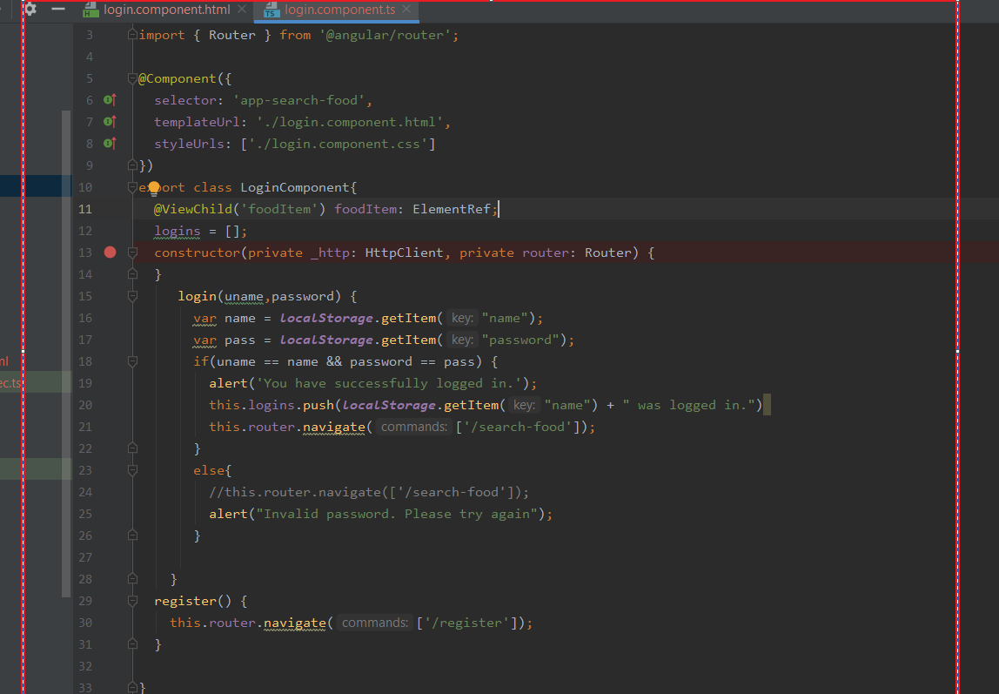 login.component.html login.component.ts
3 import { Router } from '@angular/router';
4
5 @Component({
6 selector: 'app-search-food',
7 templateUrl: './login.component.html',
8 styleUrls: ['./login.component.css']
9 })
10 export class LoginComponent{
11 @ViewChild('foodItem') foodItem: ElementRef;
12 logins = [];
13 constructor(private _http: HttpClient, private router: Router) {
14 }
15 login(uname,password) {
16 var name = localStorage.getItem( key: "name");
17 var pass = localStorage.getItem( key: "password");
ml 18 if(uname == name && password == pass) {
ec.ts 19 alert('You have successfully logged in.');
20 this.logins.push(localStorage.getItem( key: "name") + " was logged in.")
21 this.router.navigate( commands: ['/search-food']);
22 }
23 else{
24 //this.router.navigate(['/search-food']);
25 alert("Invalid password. Please try again");
26 }
27
28 }
29 register() {
30 this.router.navigate( commands: ['/register']);
31 }
32
33 }